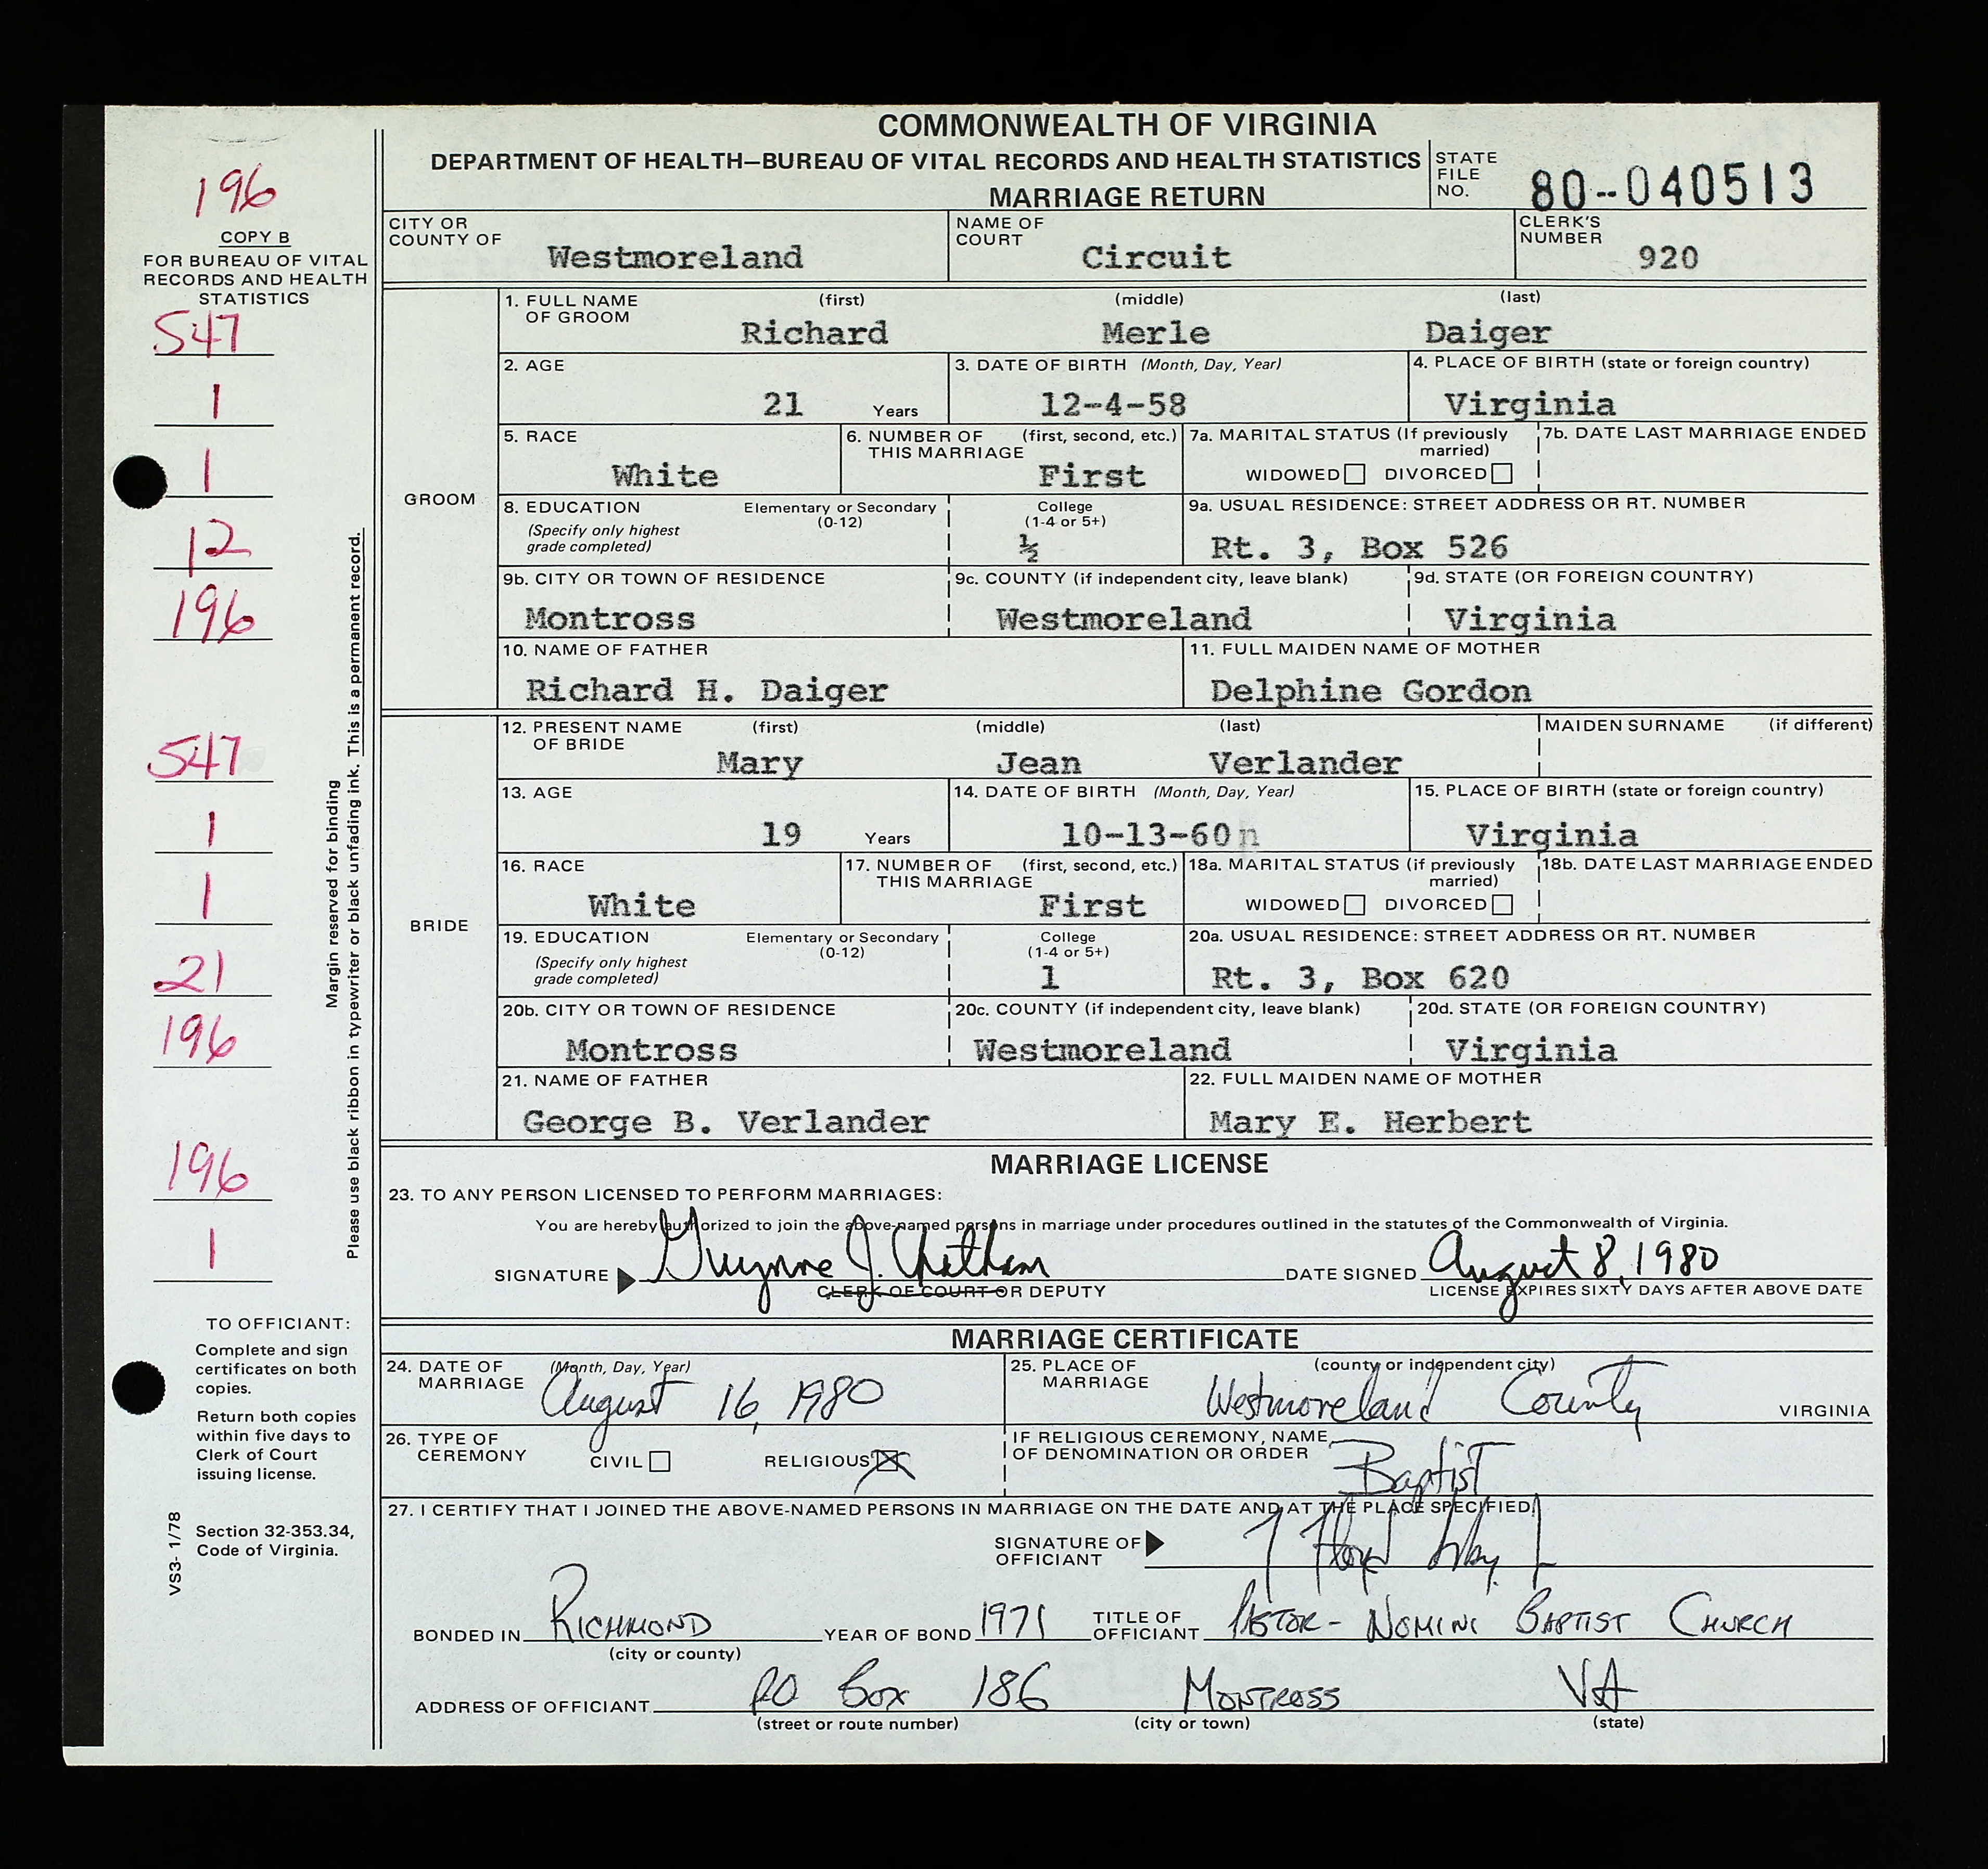 COMMONWEALTH OF VIRGINIA
DEPARTMENT OF HEALTH—BUREAU OF VITAL RECORDS AND HEALTH STATISTICS
MARRIAGE RETURN
STATE FILE NO. 80-040513
196
COPY B
FOR BUREAU OF VITAL
RECORDS AND HEALTH
STATISTICS
547
1
1
12
196
547
1
1
21
196
196
1
Margin reserved for binding
Please use black ribbon in typewriter or black unfading ink. This is a permanent record.
TO OFFICIANT:
Complete and sign
certificates on both
copies.
Return both copies
within five days to
Clerk of Court
issuing license.
Section 32-353.34,
Code of Virginia.
VS3- 1/78
CITY OR COUNTY OF Westmoreland
NAME OF COURT Circuit
CLERK'S NUMBER 920
GROOM
1. FULL NAME OF GROOM (first) (middle) (last)
Richard Merle Daiger
2. AGE 21 Years
3. DATE OF BIRTH (Month, Day, Year) 12-4-58
4. PLACE OF BIRTH (state or foreign country) Virginia
5. RACE White
6. NUMBER OF THIS MARRIAGE (first, second, etc.) First
7a. MARITAL STATUS (If previously married) WIDOWED DIVORCED
7b. DATE LAST MARRIAGE ENDED
8. EDUCATION (Specify only highest grade completed) Elementary or Secondary (0-12) College (1-4 or 5+) ½
9a. USUAL RESIDENCE: STREET ADDRESS OR RT. NUMBER Rt. 3, Box 526
9b. CITY OR TOWN OF RESIDENCE Montross
9c. COUNTY (if independent city, leave blank) Westmoreland
9d. STATE (OR FOREIGN COUNTRY) Virginia
10. NAME OF FATHER Richard H. Daiger
11. FULL MAIDEN NAME OF MOTHER Delphine Gordon
BRIDE
12. PRESENT NAME OF BRIDE (first) (middle) (last) MAIDEN SURNAME (if different)
Mary Jean Verlander
13. AGE 19 Years
14. DATE OF BIRTH (Month, Day, Year) 10-13-60n
15. PLACE OF BIRTH (state or foreign country) Virginia
16. RACE White
17. NUMBER OF THIS MARRIAGE (first, second, etc.) First
18a. MARITAL STATUS (if previously married) WIDOWED DIVORCED
18b. DATE LAST MARRIAGE ENDED
19. EDUCATION (Specify only highest grade completed) Elementary or Secondary (0-12) College (1-4 or 5+) 1
20a. USUAL RESIDENCE: STREET ADDRESS OR RT. NUMBER Rt. 3, Box 620
20b. CITY OR TOWN OF RESIDENCE Montross
20c. COUNTY (if independent city, leave blank) Westmoreland
20d. STATE (OR FOREIGN COUNTRY) Virginia
21. NAME OF FATHER George B. Verlander
22. FULL MAIDEN NAME OF MOTHER Mary E. Herbert
MARRIAGE LICENSE
23. TO ANY PERSON LICENSED TO PERFORM MARRIAGES:
You are hereby authorized to join the above-named persons in marriage under procedures outlined in the statutes of the Commonwealth of Virginia.
SIGNATURE Gwynne J. Chatham DATE SIGNED August 8, 1980
CLERK OF COURT OR DEPUTY LICENSE EXPIRES SIXTY DAYS AFTER ABOVE DATE
MARRIAGE CERTIFICATE
24. DATE OF MARRIAGE (Month, Day, Year) August 16, 1980
25. PLACE OF MARRIAGE (county or independent city) Westmoreland County VIRGINIA
26. TYPE OF CEREMONY CIVIL RELIGIOUS
IF RELIGIOUS CEREMONY, NAME OF DENOMINATION OR ORDER Baptist
27. I CERTIFY THAT I JOINED THE ABOVE-NAMED PERSONS IN MARRIAGE ON THE DATE AND AT THE PLACE SPECIFIED.
SIGNATURE OF OFFICIANT
BONDED IN RICHMOND YEAR OF BOND 1971 TITLE OF OFFICIANT PASTOR - NOMINI BAPTIST CHURCH
(city or county)
ADDRESS OF OFFICIANT PO Box 186 MONTROSS VA
(street or route number) (city or town) (state)